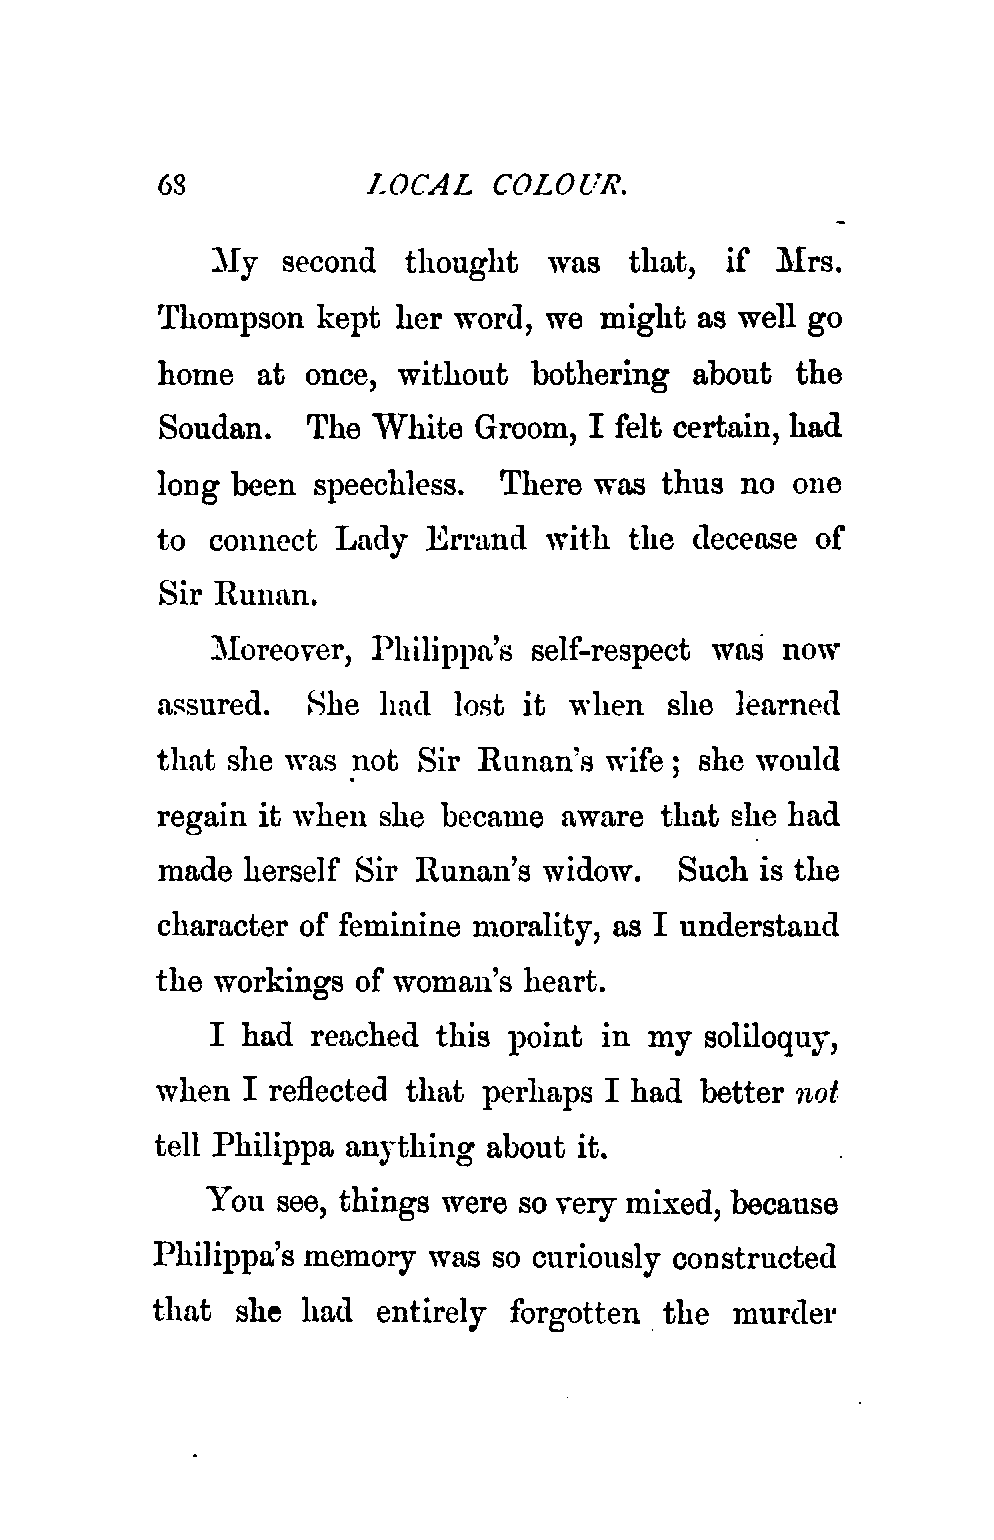 68 LOCAL COLOUR.
My second thought was that, if Mrs.
Thompson kept her word, we might as well go
home at once, without bothering about the
Soudan. The White Groom, I felt certain, had
long been speechless. There was thus no one
to connect Lady Errand with the decease of
Sir Runan.
Moreover, Philippa's self-respect was now
assured. She had lost it when she learned
that she was not Sir Runan's wife; she would
regain it when she became aware that she had
made herself Sir Runan's widow. Such is the
character of feminine morality, as I understand
the workings of woman's heart.
I had reached this point in my soliloquy,
when I reflected that perhaps I had better not
tell Philippa anything about it.
You see, things were so very mixed, because
Philippa's memory was so curiously constructed
that she had entirely forgotten the murder